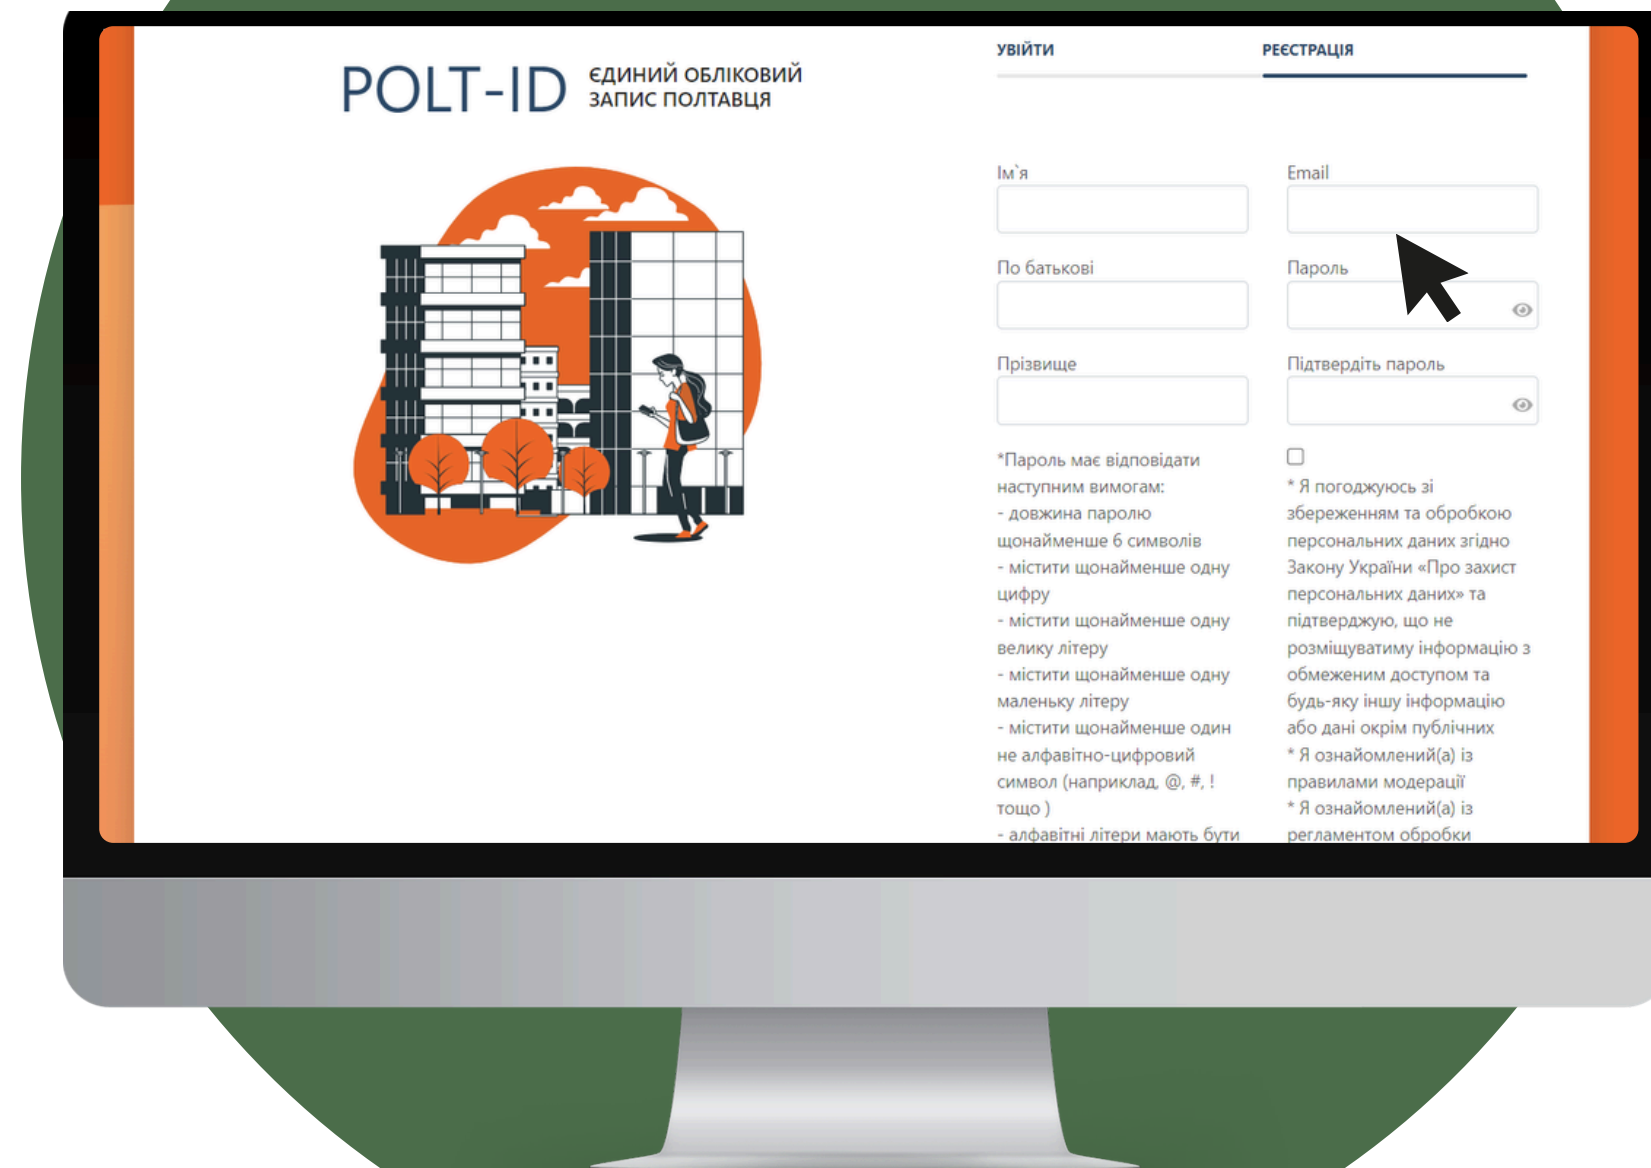 POLT-ID
ЄДИНИЙ ОБЛІКОВИЙ
ЗАПИС ПОЛТАВЦЯ
УВІЙТИ
РЕЄСТРАЦІЯ
Ім`я
Email
По батькові
Пароль
Прізвище
Підтвердіть пароль
*Пароль має відповідати
наступним вимогам:
- довжина паролю
щонайменше 6 символів
- містити щонайменше одну
цифру
- містити щонайменше одну
велику літеру
- містити щонайменше одну
маленьку літеру
- містити щонайменше один
не алфавітно-цифровий
символ (наприклад, @, #, !
тощо )
- алфавітні літери мають бути
* Я погоджуюсь зі
збереженням та обробкою
персональних даних згідно
Закону України «Про захист
персональних даних» та
підтверджую, що не
розміщуватиму інформацію з
обмеженим доступом та
будь-яку іншу інформацію
або дані окрім публічних
* Я ознайомлений(а) із
правилами модерації
* Я ознайомлений(а) із
регламентом обробки